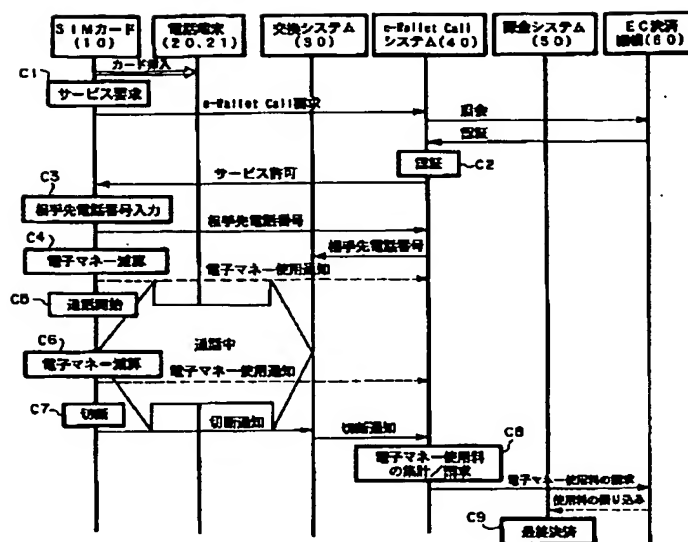 SIMカード
(10)
電話端末
(20,21)
交換システム
(30)
e-Wallet Call
システム(40)
課金システム
(50)
EC決済
機構(60)
カード挿入
C1
サービス要求
e-Wallet Call要求
照会
認証
認証
C2
サービス許可
C3
相手先電話番号入力
相手先電話番号
相手先電話番号
C4
電子マネー減算
電子マネー使用通知
C5
通話開始
通話中
C6
電子マネー減算
電子マネー使用通知
C7
切断
切断通知
切断通知
C8
電子マネー使用料
の集計/請求
電子マネー使用料の請求
使用料の振り込み
C9
最終決済